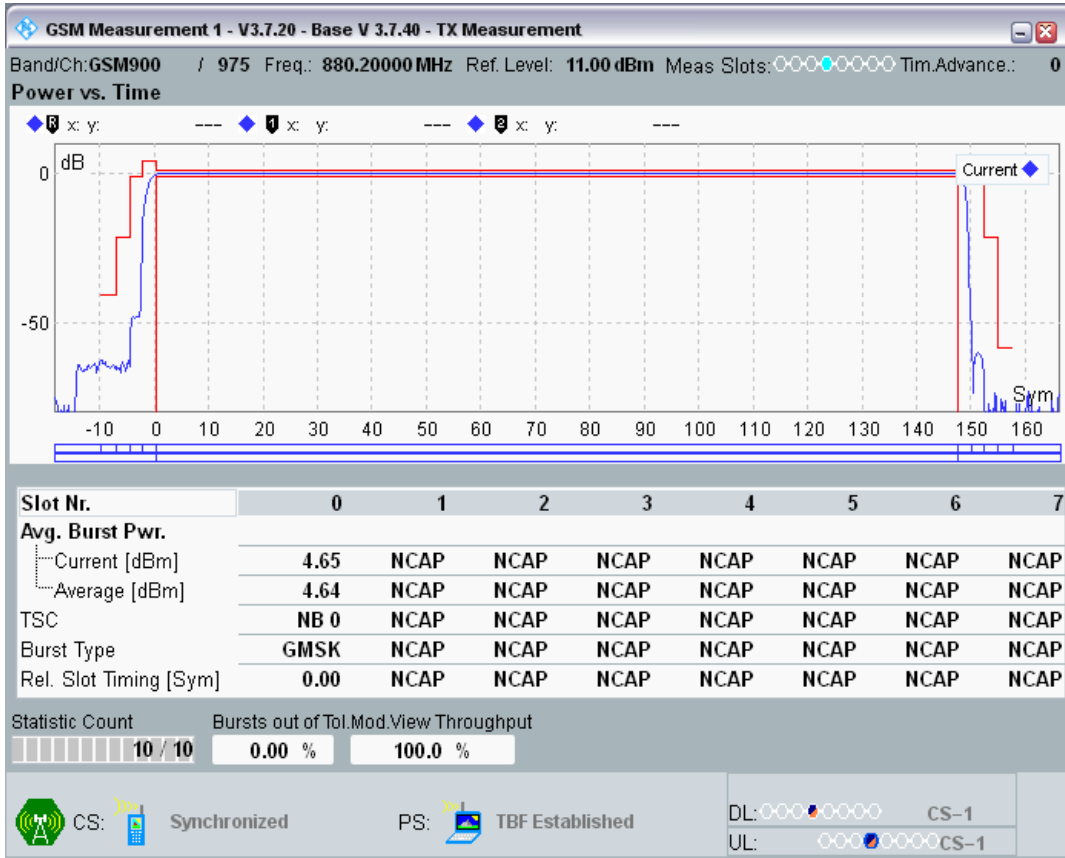 GSM Measurement 1 - V3.7.20 - Base V 3.7.40 - TX Measurement
Band/Ch:GSM900 / 975 Freq.: 880.20000 MHz Ref. Level: 11.00 dBm Meas Slots: Tim.Advance.: 0
Power vs. Time
R x: y: --- 1 x: y: --- 2 x: y: ---
dB
Current
0
-50
Sym
-10 0 10 20 30 40 50 60 70 80 90 100 110 120 130 140 150 160
Slot Nr. 0 1 2 3 4 5 6 7
Avg. Burst Pwr.
Current [dBm] 4.65 NCAP NCAP NCAP NCAP NCAP NCAP NCAP
Average [dBm] 4.64 NCAP NCAP NCAP NCAP NCAP NCAP NCAP
TSC NB 0 NCAP NCAP NCAP NCAP NCAP NCAP NCAP
Burst Type GMSK NCAP NCAP NCAP NCAP NCAP NCAP NCAP
Rel. Slot Timing [Sym] 0.00 NCAP NCAP NCAP NCAP NCAP NCAP NCAP
Statistic Count Bursts out of Tol.Mod.View Throughput
10 / 10 0.00 % 100.0 %
CS: Synchronized PS: TBF Established
DL: CS-1
UL: CS-1